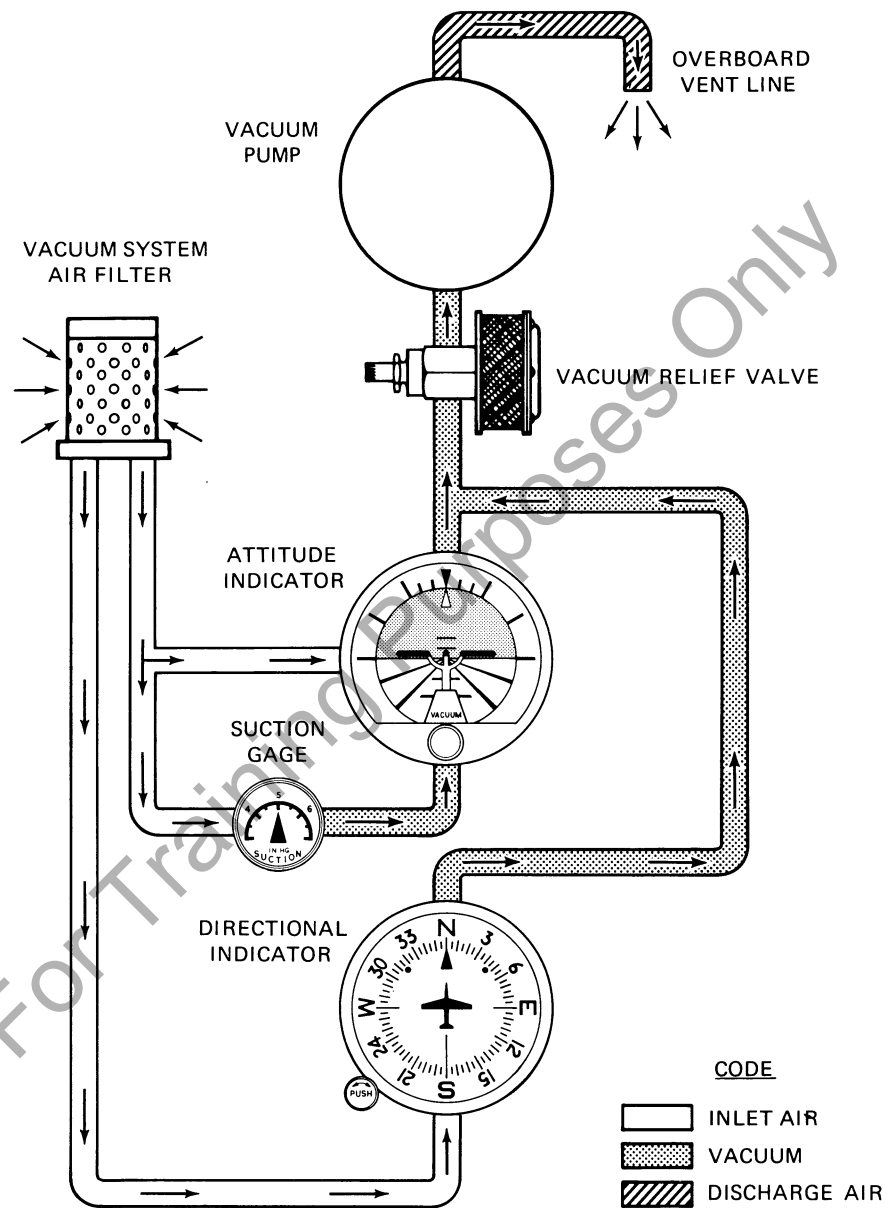 OVERBOARD
VENT LINE
VACUUM
PUMP
VACUUM SYSTEM
AIR FILTER
VACUUM RELIEF VALVE
ATTITUDE
INDICATOR
VACUUM
SUCTION
GAGE
4 5 6
IN HG
SUCTION
DIRECTIONAL
INDICATOR
N 3 6 E 12 15 S 21 24 W 30 33
PUSH
CODE
INLET AIR
VACUUM
DISCHARGE AIR
For Training Purposes Only